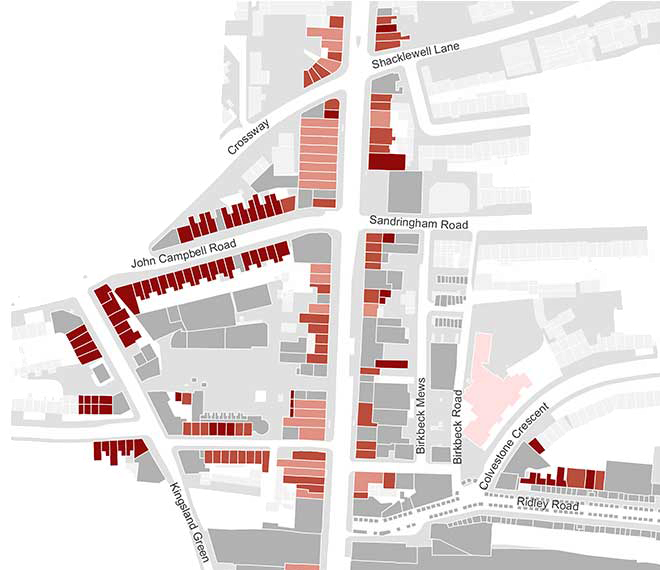 Shacklewell Lane
Crossway
Sandringham Road
John Campbell Road
Birkbeck Mews
Birkbeck Road
Colvestone Crescent
Kingsland Green
Ridley Road